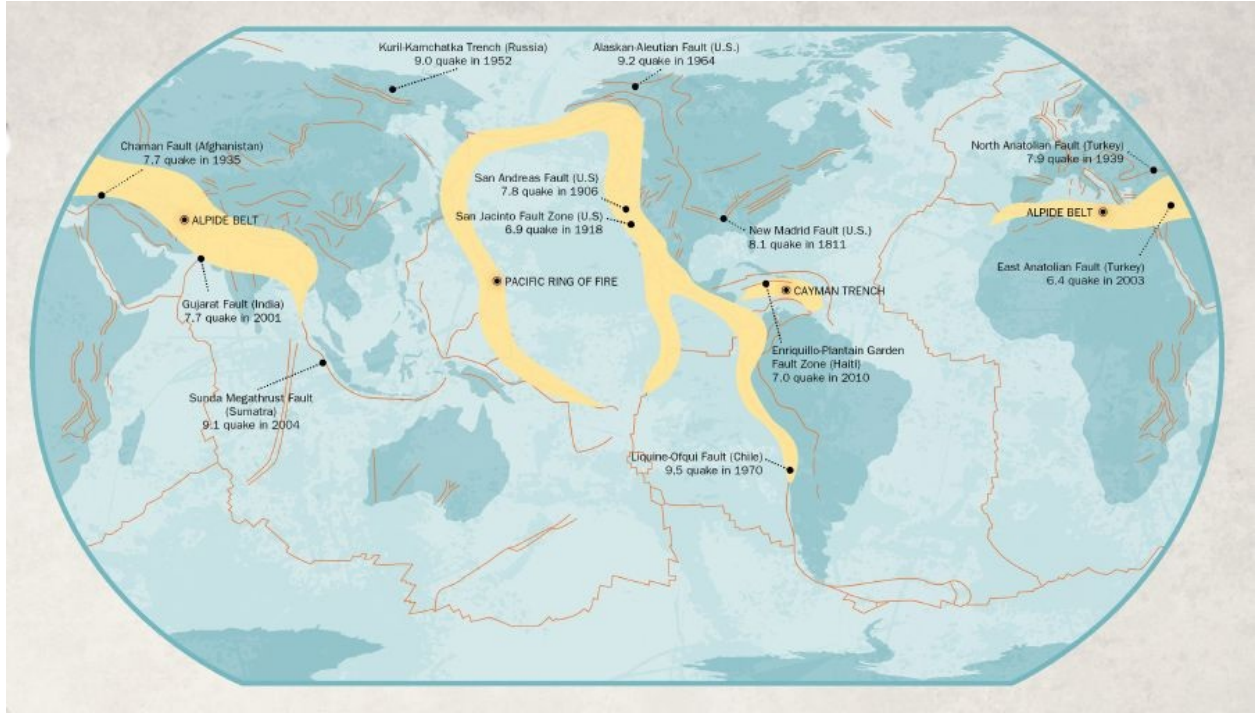 Kuril-Kamchatka Trench (Russia)
9.0 quake in 1952
Alaskan-Aleutian Fault (U.S.)
9.2 quake in 1964
Chaman Fault (Afghanistan)
7.7 quake in 1935
North Anatolian Fault (Turkey)
7.9 quake in 1939
San Andreas Fault (U.S)
7.8 quake in 1906
San Jacinto Fault Zone (U.S)
6.9 quake in 1918
ALPIDE BELT
ALPIDE BELT
New Madrid Fault (U.S.)
8.1 quake in 1811
East Anatolian Fault (Turkey)
6.4 quake in 2003
PACIFIC RING OF FIRE
CAYMAN TRENCH
Gujarat Fault (India)
7.7 quake in 2001
Enriquillo-Plantain Garden
Fault Zone (Haiti)
7.0 quake in 2010
Sunda Megathrust Fault
(Sumatra)
9.1 quake in 2004
Liquine-Ofqui Fault (Chile)
9.5 quake in 1970